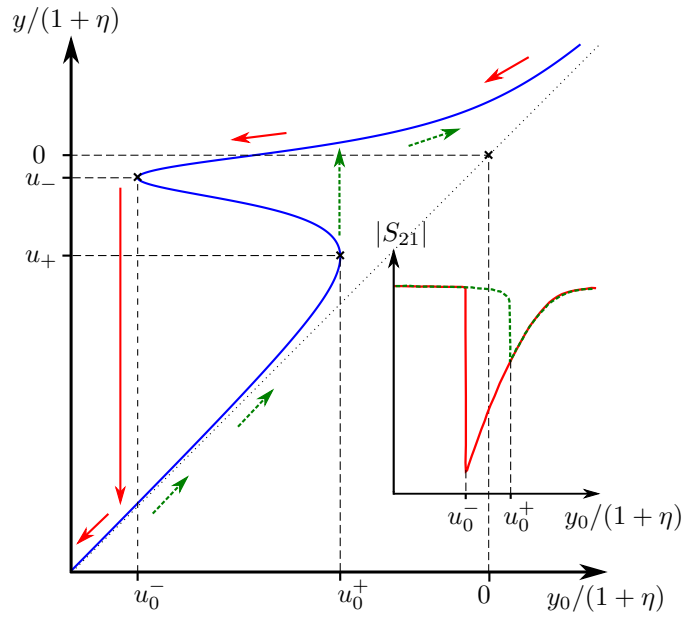 y/(1 + η)
0
u₋
u₊
|S₂₁|
u₀⁻
u₀⁺
y₀/(1 + η)
u₀⁻
u₀⁺
0
y₀/(1 + η)